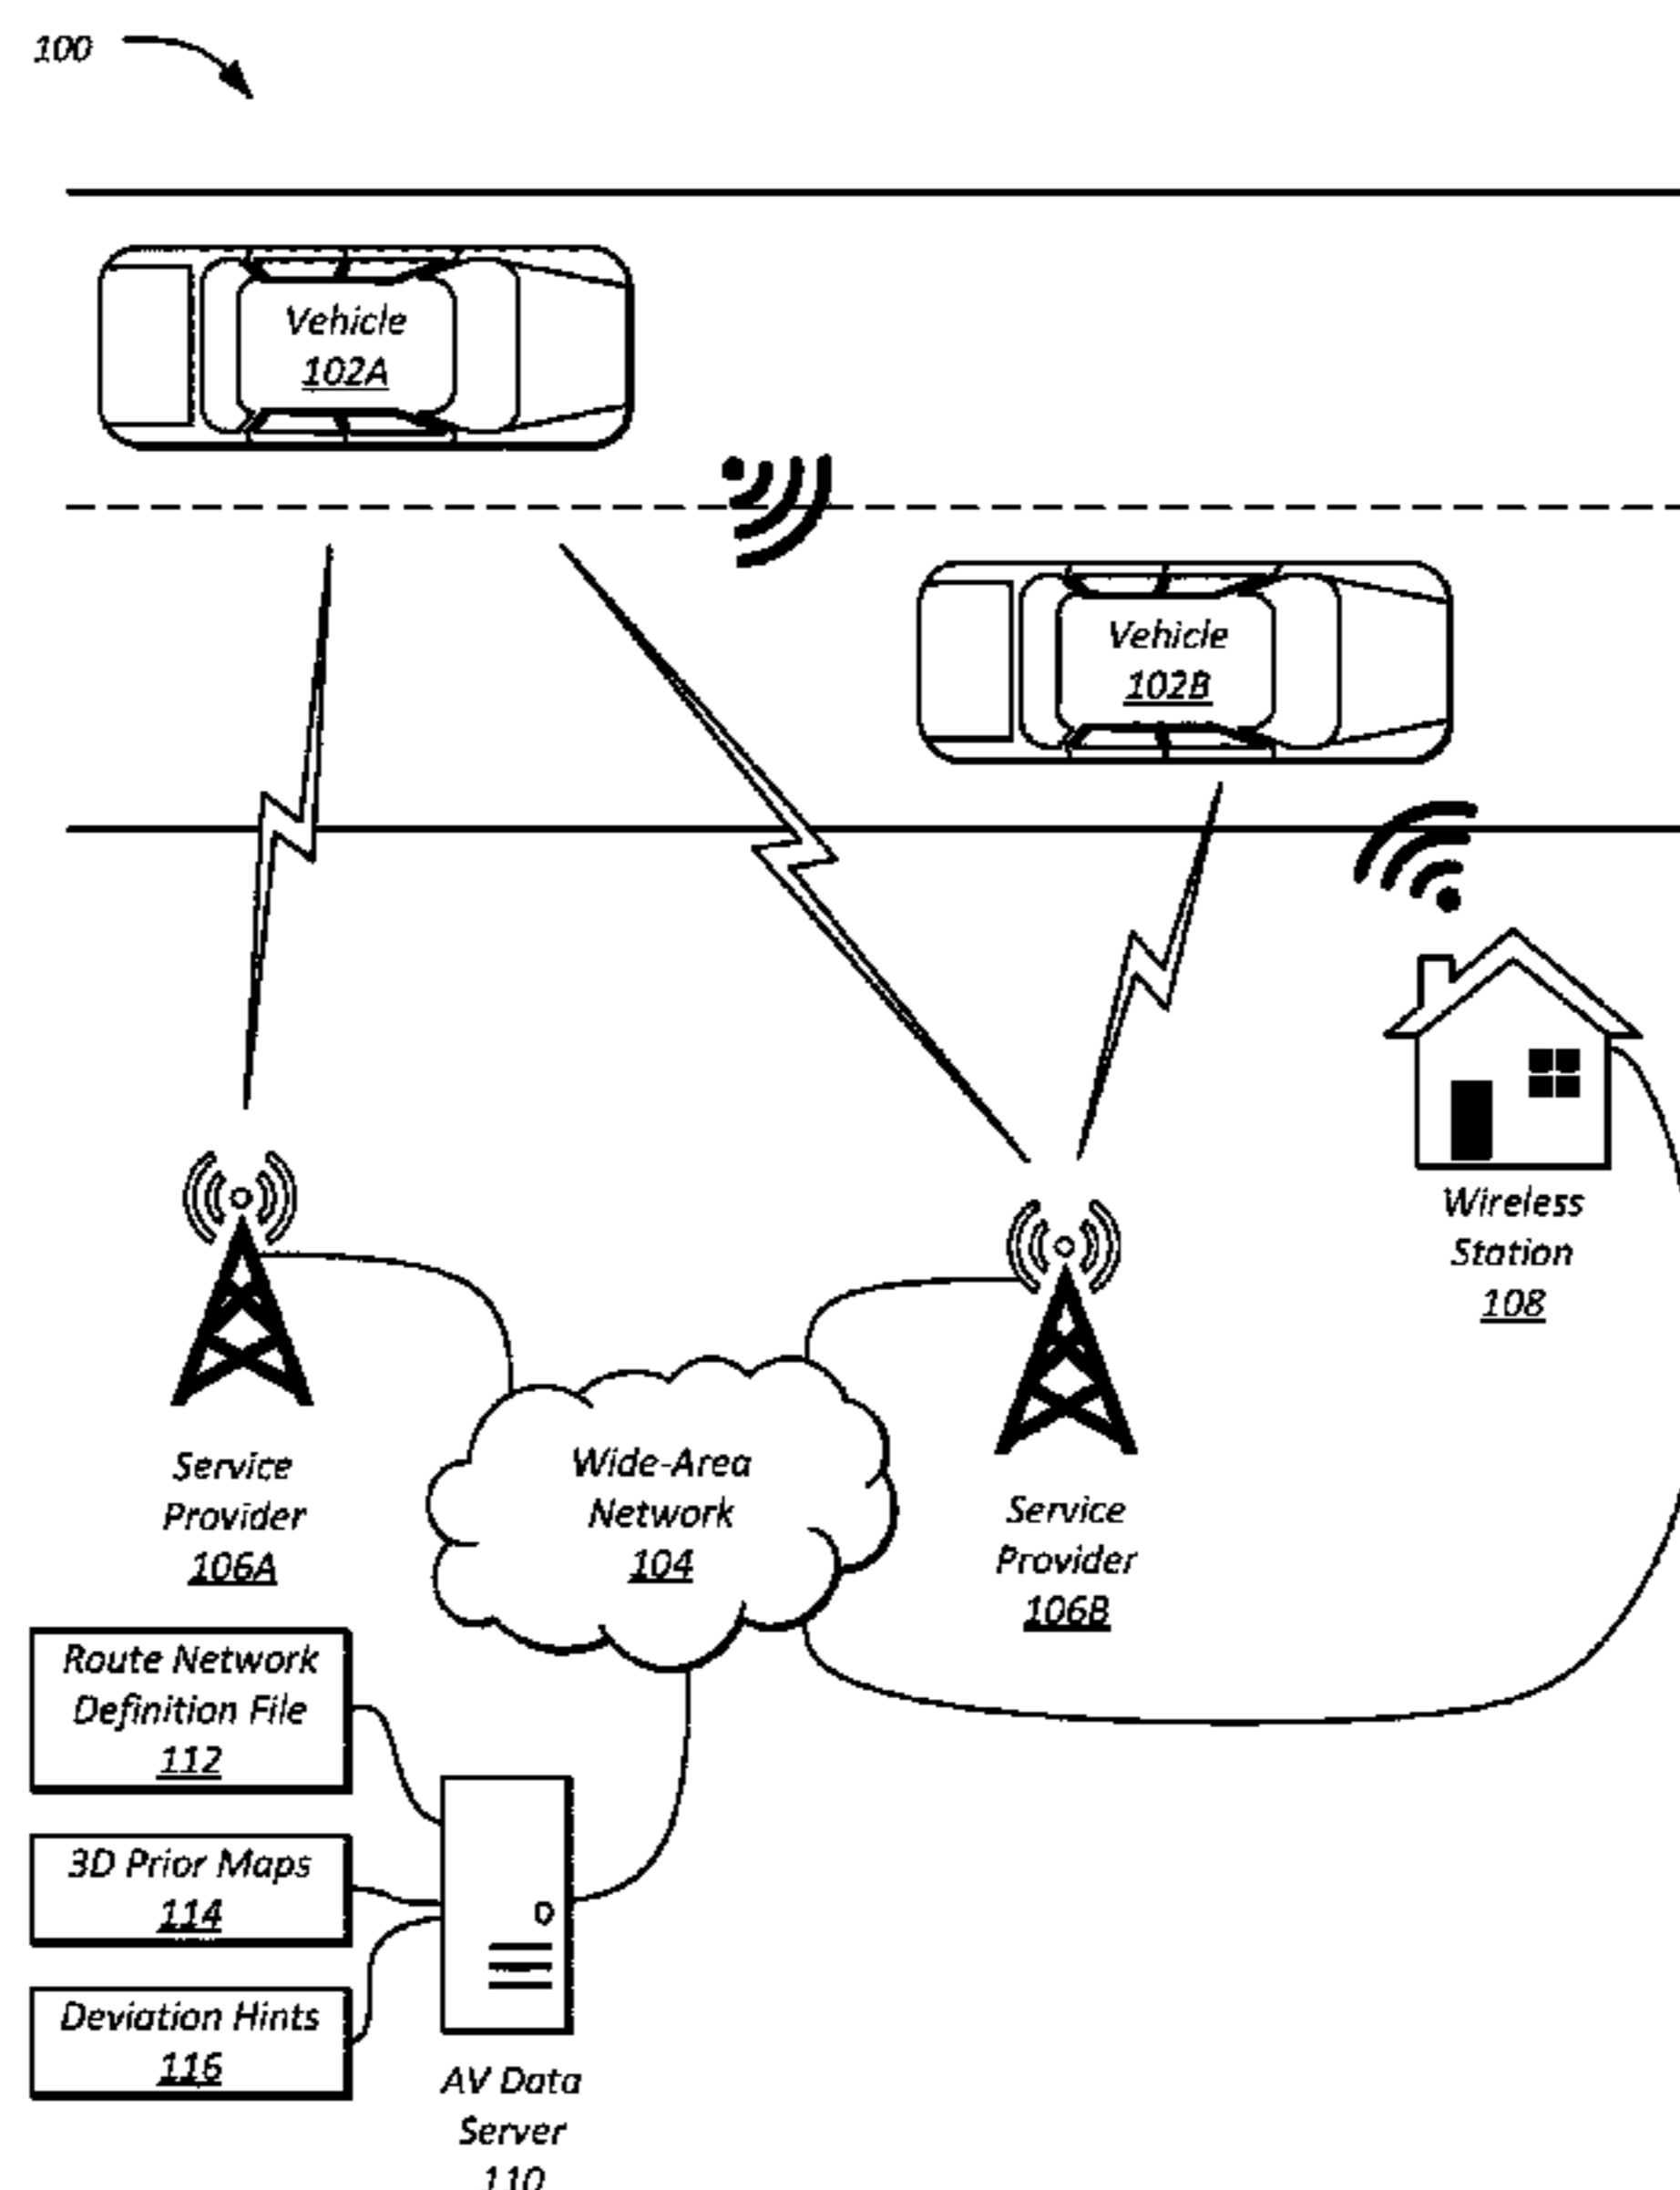 100
Vehicle
102A
Vehicle
102B
Wireless
Station
108
Service
Provider
106A
Wide-Area
Network
104
Service
Provider
106B
Route Network
Definition File
112
3D Prior Maps
114
Deviation Hints
116
AV Data
Server
110